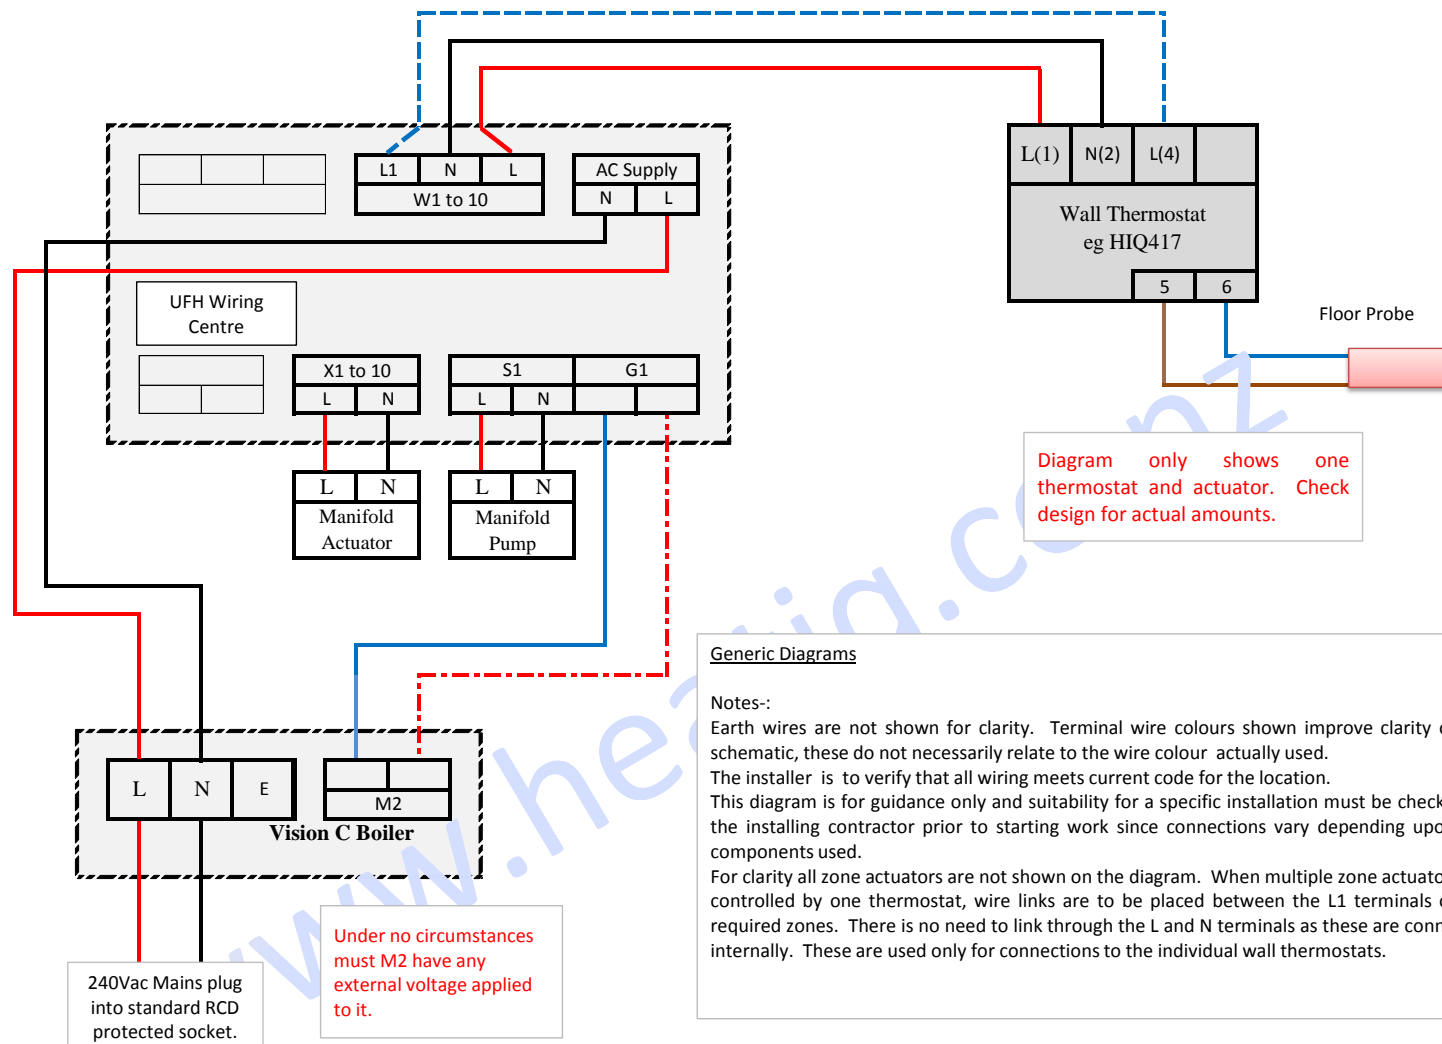 L1 N L
W1 to 10
AC Supply
N L
L(1) N(2) L(4)
Wall Thermostat
eg HIQ417
5 6
UFH Wiring
Centre
Floor Probe
X1 to 10
L N
S1 G1
L N
L N
Manifold
Actuator
L N
Manifold
Pump
Diagram only shows one
thermostat and actuator. Check
design for actual amounts.
L N E
M2
Vision C Boiler
Generic Diagrams
Notes-:
Earth wires are not shown for clarity. Terminal wire colours shown improve clarity
schematic, these do not necessarily relate to the wire colour actually used.
The installer is to verify that all wiring meets current code for the location.
This diagram is for guidance only and suitability for a specific installation must be check
the installing contractor prior to starting work since connections vary depending upo
components used.
For clarity all zone actuators are not shown on the diagram. When multiple zone actuato
controlled by one thermostat, wire links are to be placed between the L1 terminals
required zones. There is no need to link through the L and N terminals as these are conn
internally. These are used only for connections to the individual wall thermostats.
Under no circumstances
must M2 have any
external voltage applied
to it.
240Vac Mains plug
into standard RCD
protected socket.